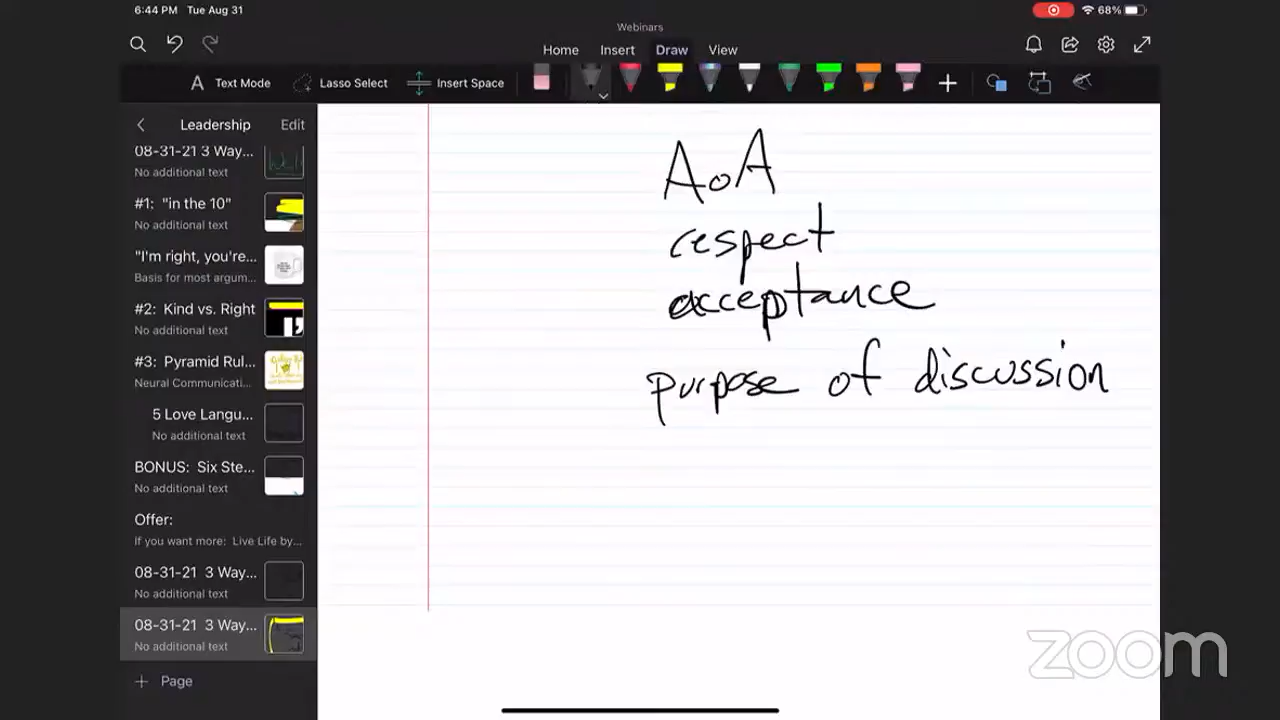 6:44 PM Tue Aug 31
68%
Webinars
Home Insert Draw View
Text Mode Lasso Select Insert Space
Leadership Edit
08-31-21 3 Way...
No additional text
#1: "in the 10"
No additional text
"I'm right, you're...
Basis for most argum...
#2: Kind vs. Right
No additional text
#3: Pyramid Rul...
Neural Communicati...
5 Love Langu...
No additional text
BONUS: Six Ste...
No additional text
Offer:
If you want more: Live Life by...
08-31-21 3 Way...
No additional text
08-31-21 3 Way...
No additional text
Page
AoA
respect
acceptance
purpose of discussion
zoom